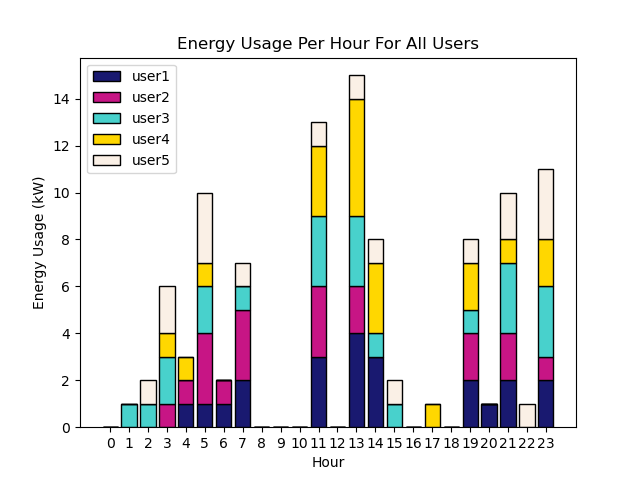 Energy Usage Per Hour For All Users
user1
user2
user3
user4
user5
Energy Usage (kW)
14
12
10
8
6
4
2
0
0 1 2 3 4 5 6 7 8 9 10 11 12 13 14 15 16 17 18 19 20 21 22 23
Hour